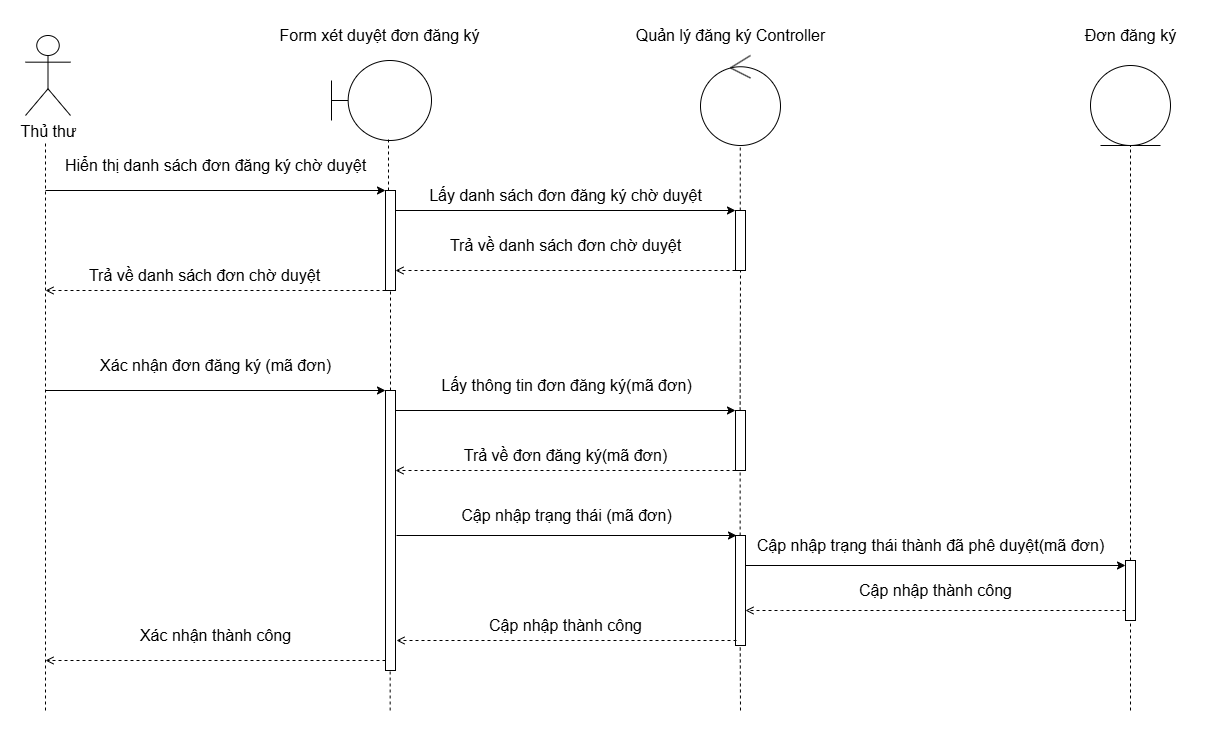 Form xét duyệt đơn đăng ký
Quản lý đăng ký Controller
Đơn đăng ký
Thủ thư
Hiển thị danh sách đơn đăng ký chờ duyệt
Lấy danh sách đơn đăng ký chờ duyệt
Trả về danh sách đơn chờ duyệt
Trả về danh sách đơn chờ duyệt
Xác nhận đơn đăng ký (mã đơn)
Lấy thông tin đơn đăng ký(mã đơn)
Trả về đơn đăng ký(mã đơn)
Cập nhập trạng thái (mã đơn)
Cập nhập trạng thái thành đã phê duyệt(mã đơn)
Cập nhập thành công
Cập nhập thành công
Xác nhận thành công